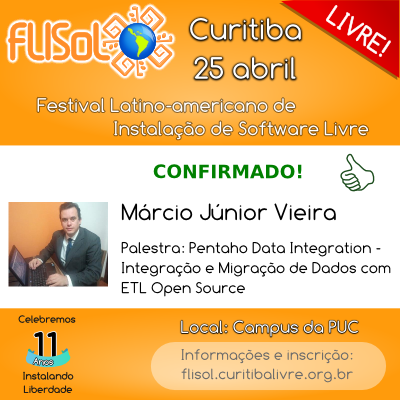 FLISoL
Curitiba
25 abril
LIVRE!
Festival Latino-americano de
Instalação de Software Livre
CONFIRMADO!
Márcio Júnior Vieira
Palestra: Pentaho Data Integration -
Integração e Migração de Dados com
ETL Open Source
Celebremos
11
Anos
Instalando
Liberdade
Local: Campus da PUC
Informações e inscrição:
flisol.curitibalivre.org.br